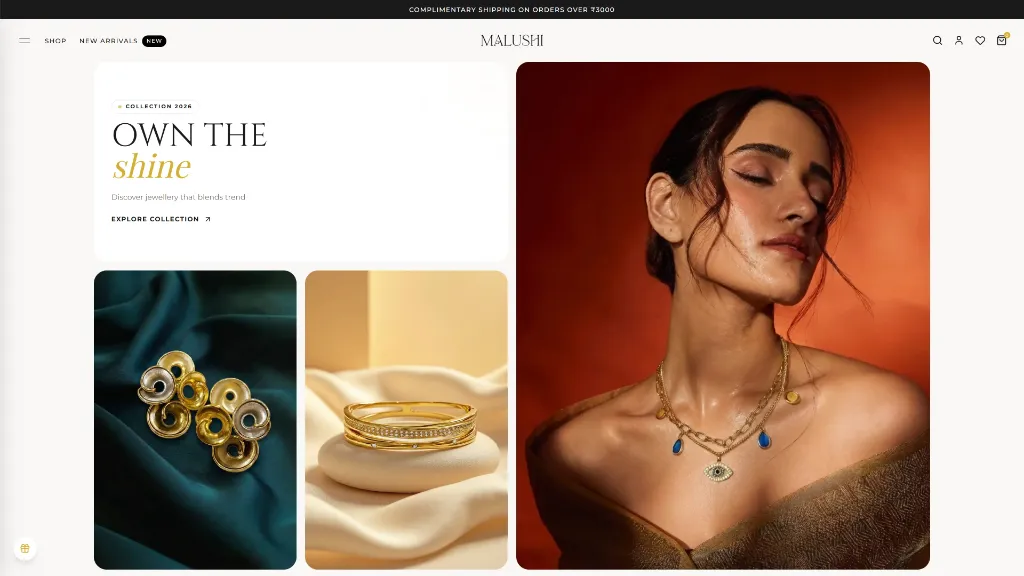 COMPLIMENTARY SHIPPING ON ORDERS OVER ₹3000
SHOP
NEW ARRIVALS NEW
MALUSHI
COLLECTION 2026
OWN THE
shine
Discover jewellery that blends trend
EXPLORE COLLECTION